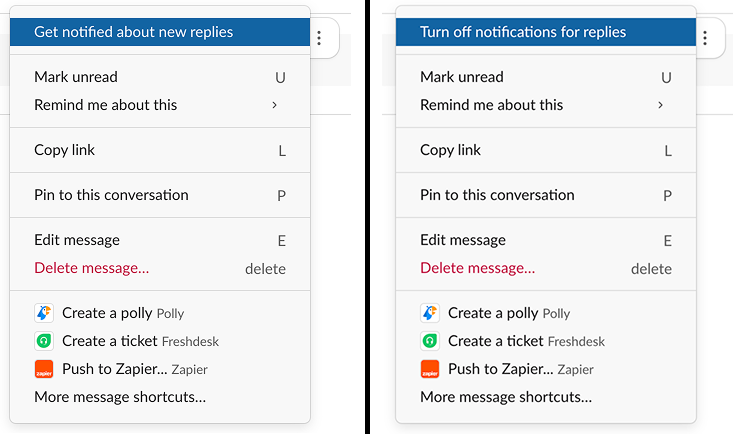 Get notified about new replies
Mark unread U
Remind me about this
Copy link L
Pin to this conversation P
Edit message E
Delete message... delete
Create a polly Polly
Create a ticket Freshdesk
zapier Push to Zapier... Zapier
More message shortcuts...
Turn off notifications for replies
Mark unread U
Remind me about this
Copy link L
Pin to this conversation P
Edit message E
Delete message... delete
Create a polly Polly
Create a ticket Freshdesk
zapier Push to Zapier... Zapier
More message shortcuts...